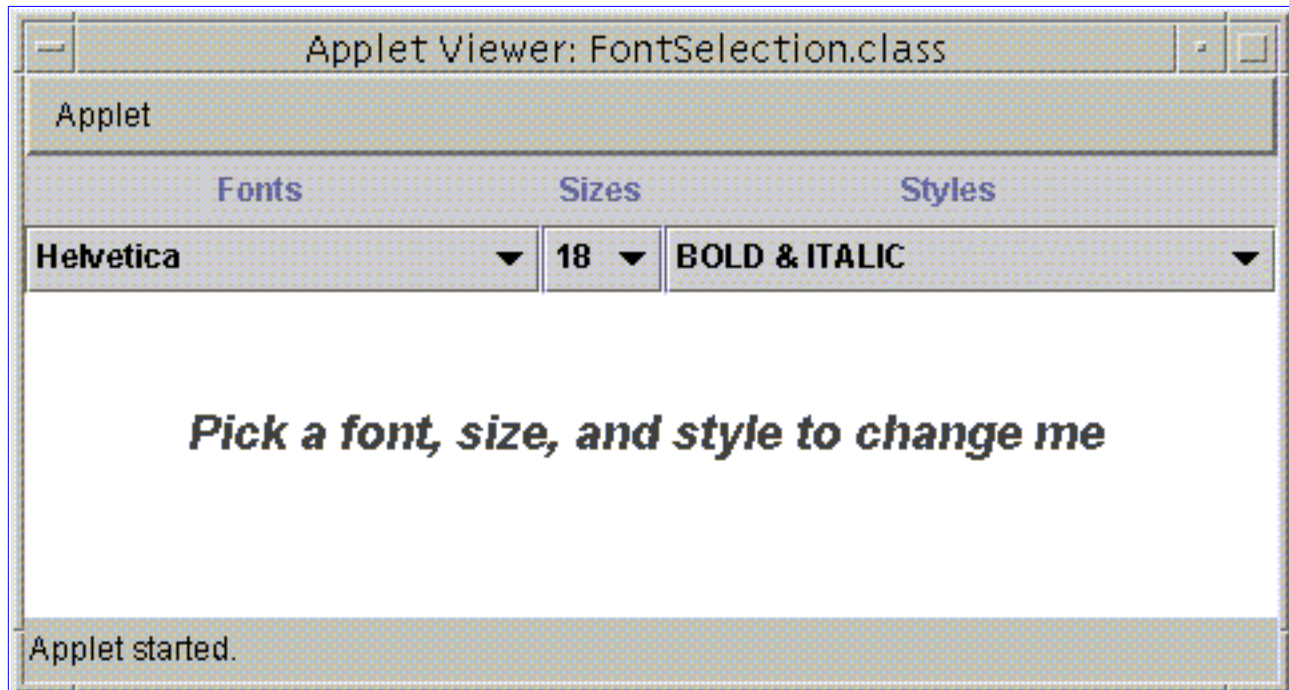 Applet Viewer: FontSelection.class
Applet
Fonts Sizes Styles
Helvetica 18 BOLD & ITALIC
Pick a font, size, and style to change me
Applet started.